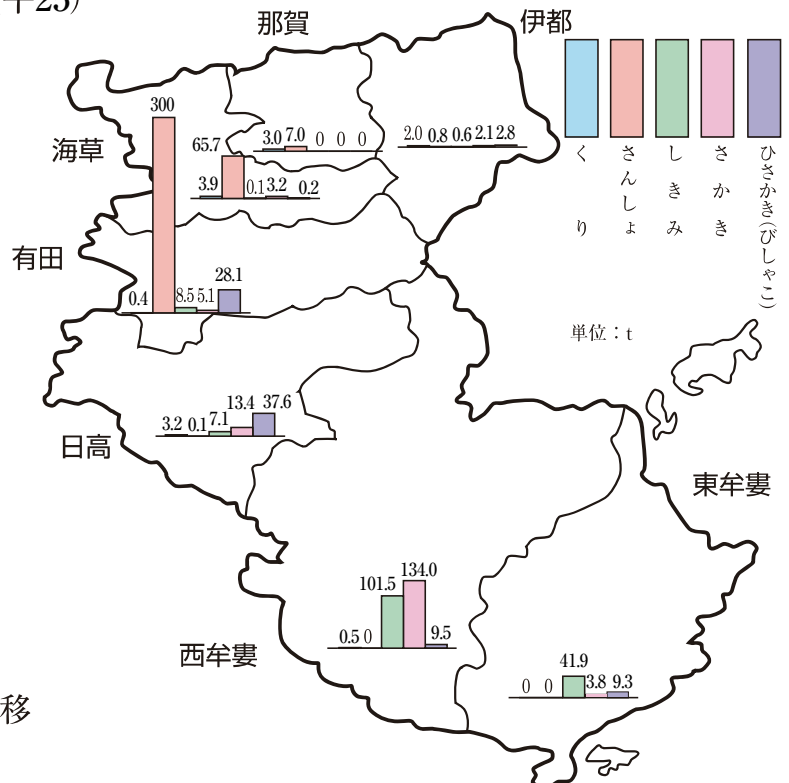 平25)
那賀
伊都
くり
さんしょ
しきみ
さかき
ひさかき(びしゃこ)
単位：t
300
海草
65.7
3.0 7.0 0 0 0
2.0 0.8 0.6 2.1 2.8
3.9 0.1 3.2 0.2
有田
0.4 8.5 5.1 28.1
3.2 0.1 7.1 13.4 37.6
日高
東牟婁
0.5 0 101.5 134.0 9.5
西牟婁
0 0 41.9 3.8 9.3
移